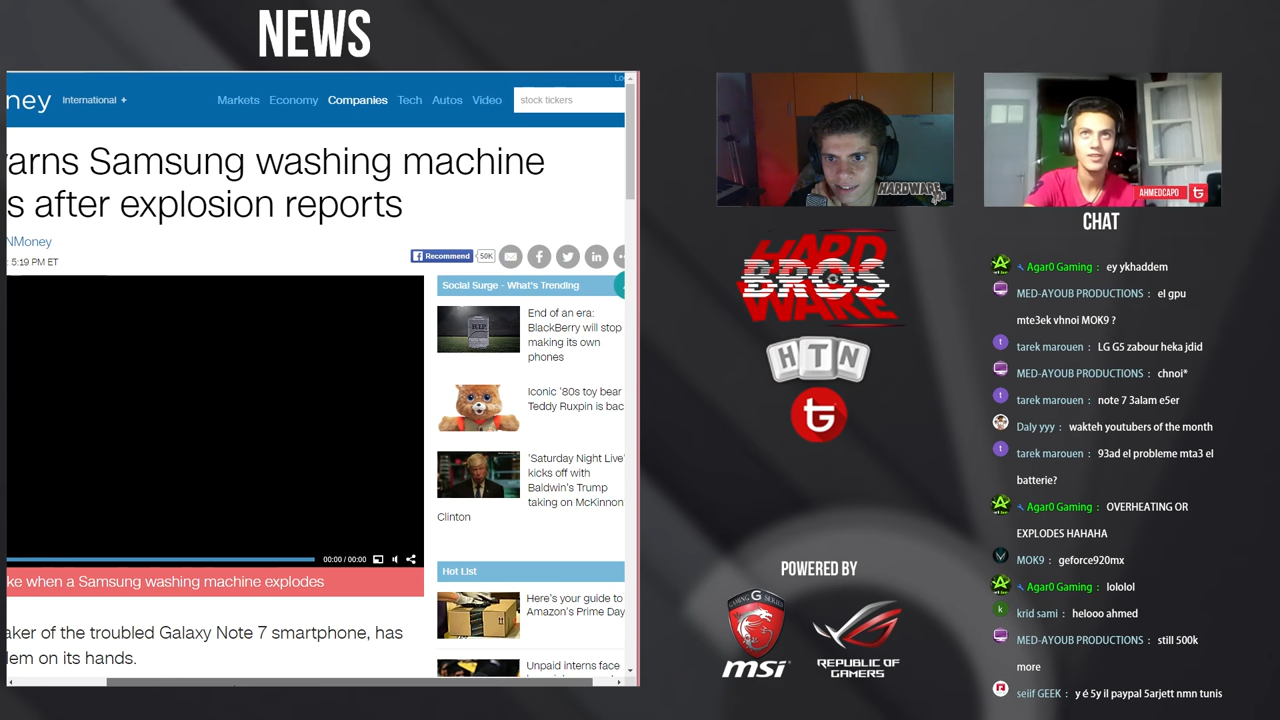 NEWS
ney
International +
Markets Economy Companies Tech Autos Video
stock tickers
Lo
arns Samsung washing machine
s after explosion reports
NMoney
: 5:19 PM ET
Recommend 50K
Social Surge - What's Trending
End of an era:
BlackBerry will stop
making its own
phones
Iconic '80s toy bear
Teddy Ruxpin is bac
'Saturday Night Live'
kicks off with
Baldwin's Trump
taking on McKinnon
Clinton
00:00 / 00:00
ke when a Samsung washing machine explodes
Hot List
Here's your guide to
Amazon's Prime Day
Unpaid interns face
aker of the troubled Galaxy Note 7 smartphone, has
lem on its hands.
HARDWARE
AHMEDCAPO
HARD
BROS
WARE
HTN
tG
POWERED BY
GAMING G SERIES
msi
REPUBLIC OF
GAMERS
CHAT
Agar0 Gaming : ey ykhaddem
MED-AYOUB PRODUCTIONS : el gpu
mte3ek vhnoi MOK9 ?
tarek marouen : LG G5 zabour heka jdid
MED-AYOUB PRODUCTIONS : chnoi*
tarek marouen : note 7 3alam e5er
Daly yyy : wakteh youtubers of the month
tarek marouen : 93ad el probleme mta3 el
batterie?
Agar0 Gaming : OVERHEATING OR
EXPLODES HAHAHA
MOK9 : geforce920mx
Agar0 Gaming : lololol
krid sami : helooo ahmed
MED-AYOUB PRODUCTIONS : still 500k
more
seiif GEEK : y é 5y il paypal 5arjett nmn tunis